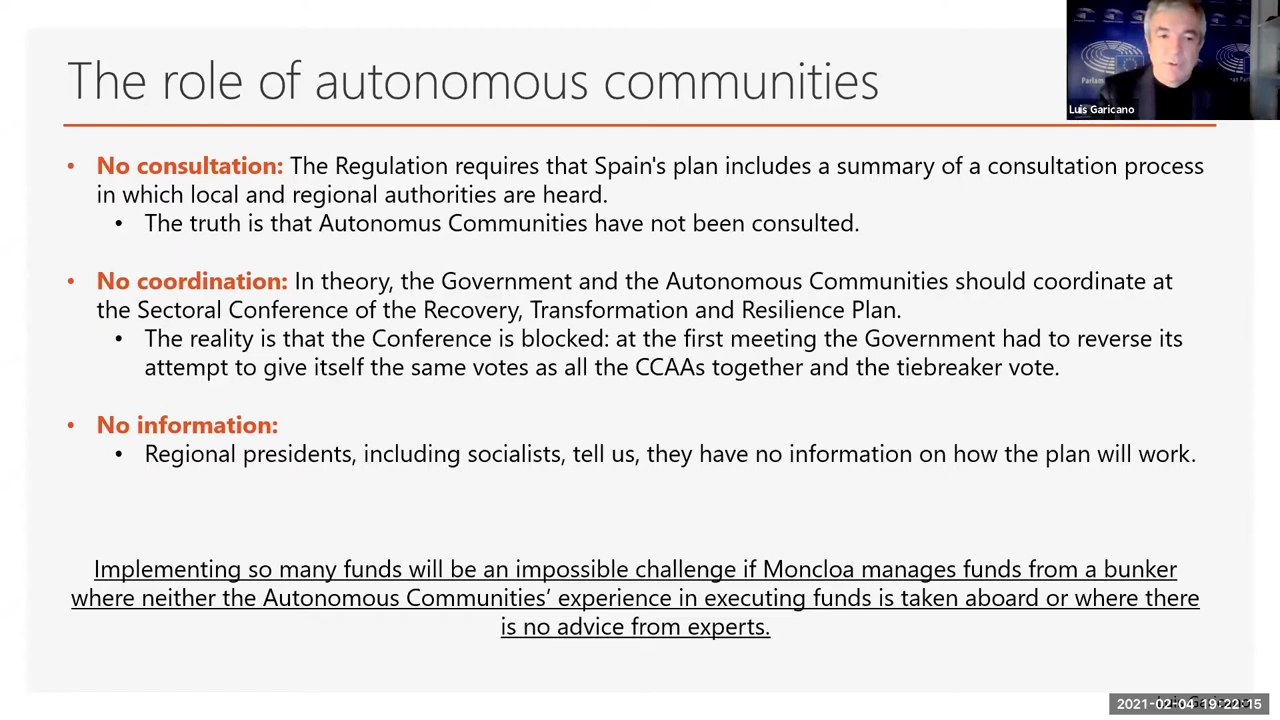 The role of autonomous communities
Luis Garicano
• No consultation: The Regulation requires that Spain's plan includes a summary of a consultation process
in which local and regional authorities are heard.
• The truth is that Autonomus Communities have not been consulted.
• No coordination: In theory, the Government and the Autonomous Communities should coordinate at
the Sectoral Conference of the Recovery, Transformation and Resilience Plan.
• The reality is that the Conference is blocked: at the first meeting the Government had to reverse its
attempt to give itself the same votes as all the CCAAs together and the tiebreaker vote.
• No information:
• Regional presidents, including socialists, tell us, they have no information on how the plan will work.
Implementing so many funds will be an impossible challenge if Moncloa manages funds from a bunker
where neither the Autonomous Communities’ experience in executing funds is taken aboard or where there
is no advice from experts.
2021-02-04 19:22:15